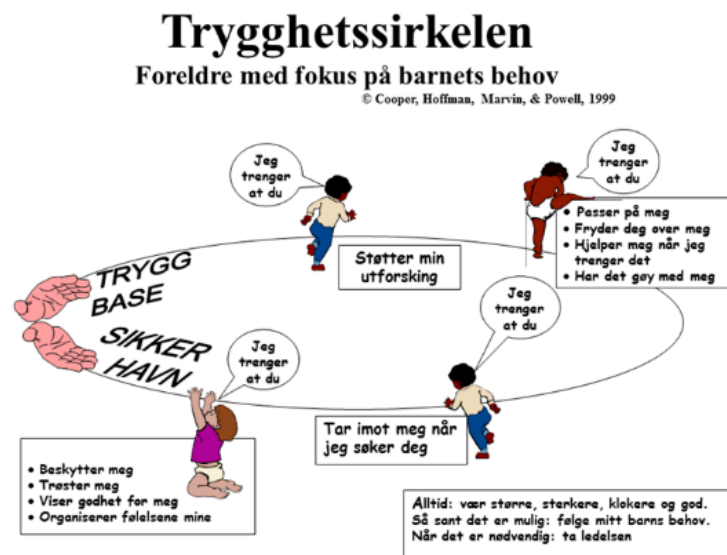 Trygghetssirkelen
Foreldre med fokus på barnets behov
© Cooper, Hoffman, Marvin, & Powell, 1999
Jeg
trenger
at du
Støtter min
utforsking
Jeg
trenger
at du
• Passer på meg
• Fryder deg over meg
• Hjelper meg når jeg
trenger det
• Har det gøy med meg
TRYGG
BASE
SIKKER
HAVN
Jeg
trenger
at du
Tar imot meg når
jeg søker deg
Jeg
trenger
at du
• Beskytter meg
• Trøster meg
• Viser godhet for meg
• Organiserer følelsene mine
Alltid: vær større, sterkere, klokere og god.
Så sant det er mulig: følge mitt barns behov.
Når det er nødvendig: ta ledelsen